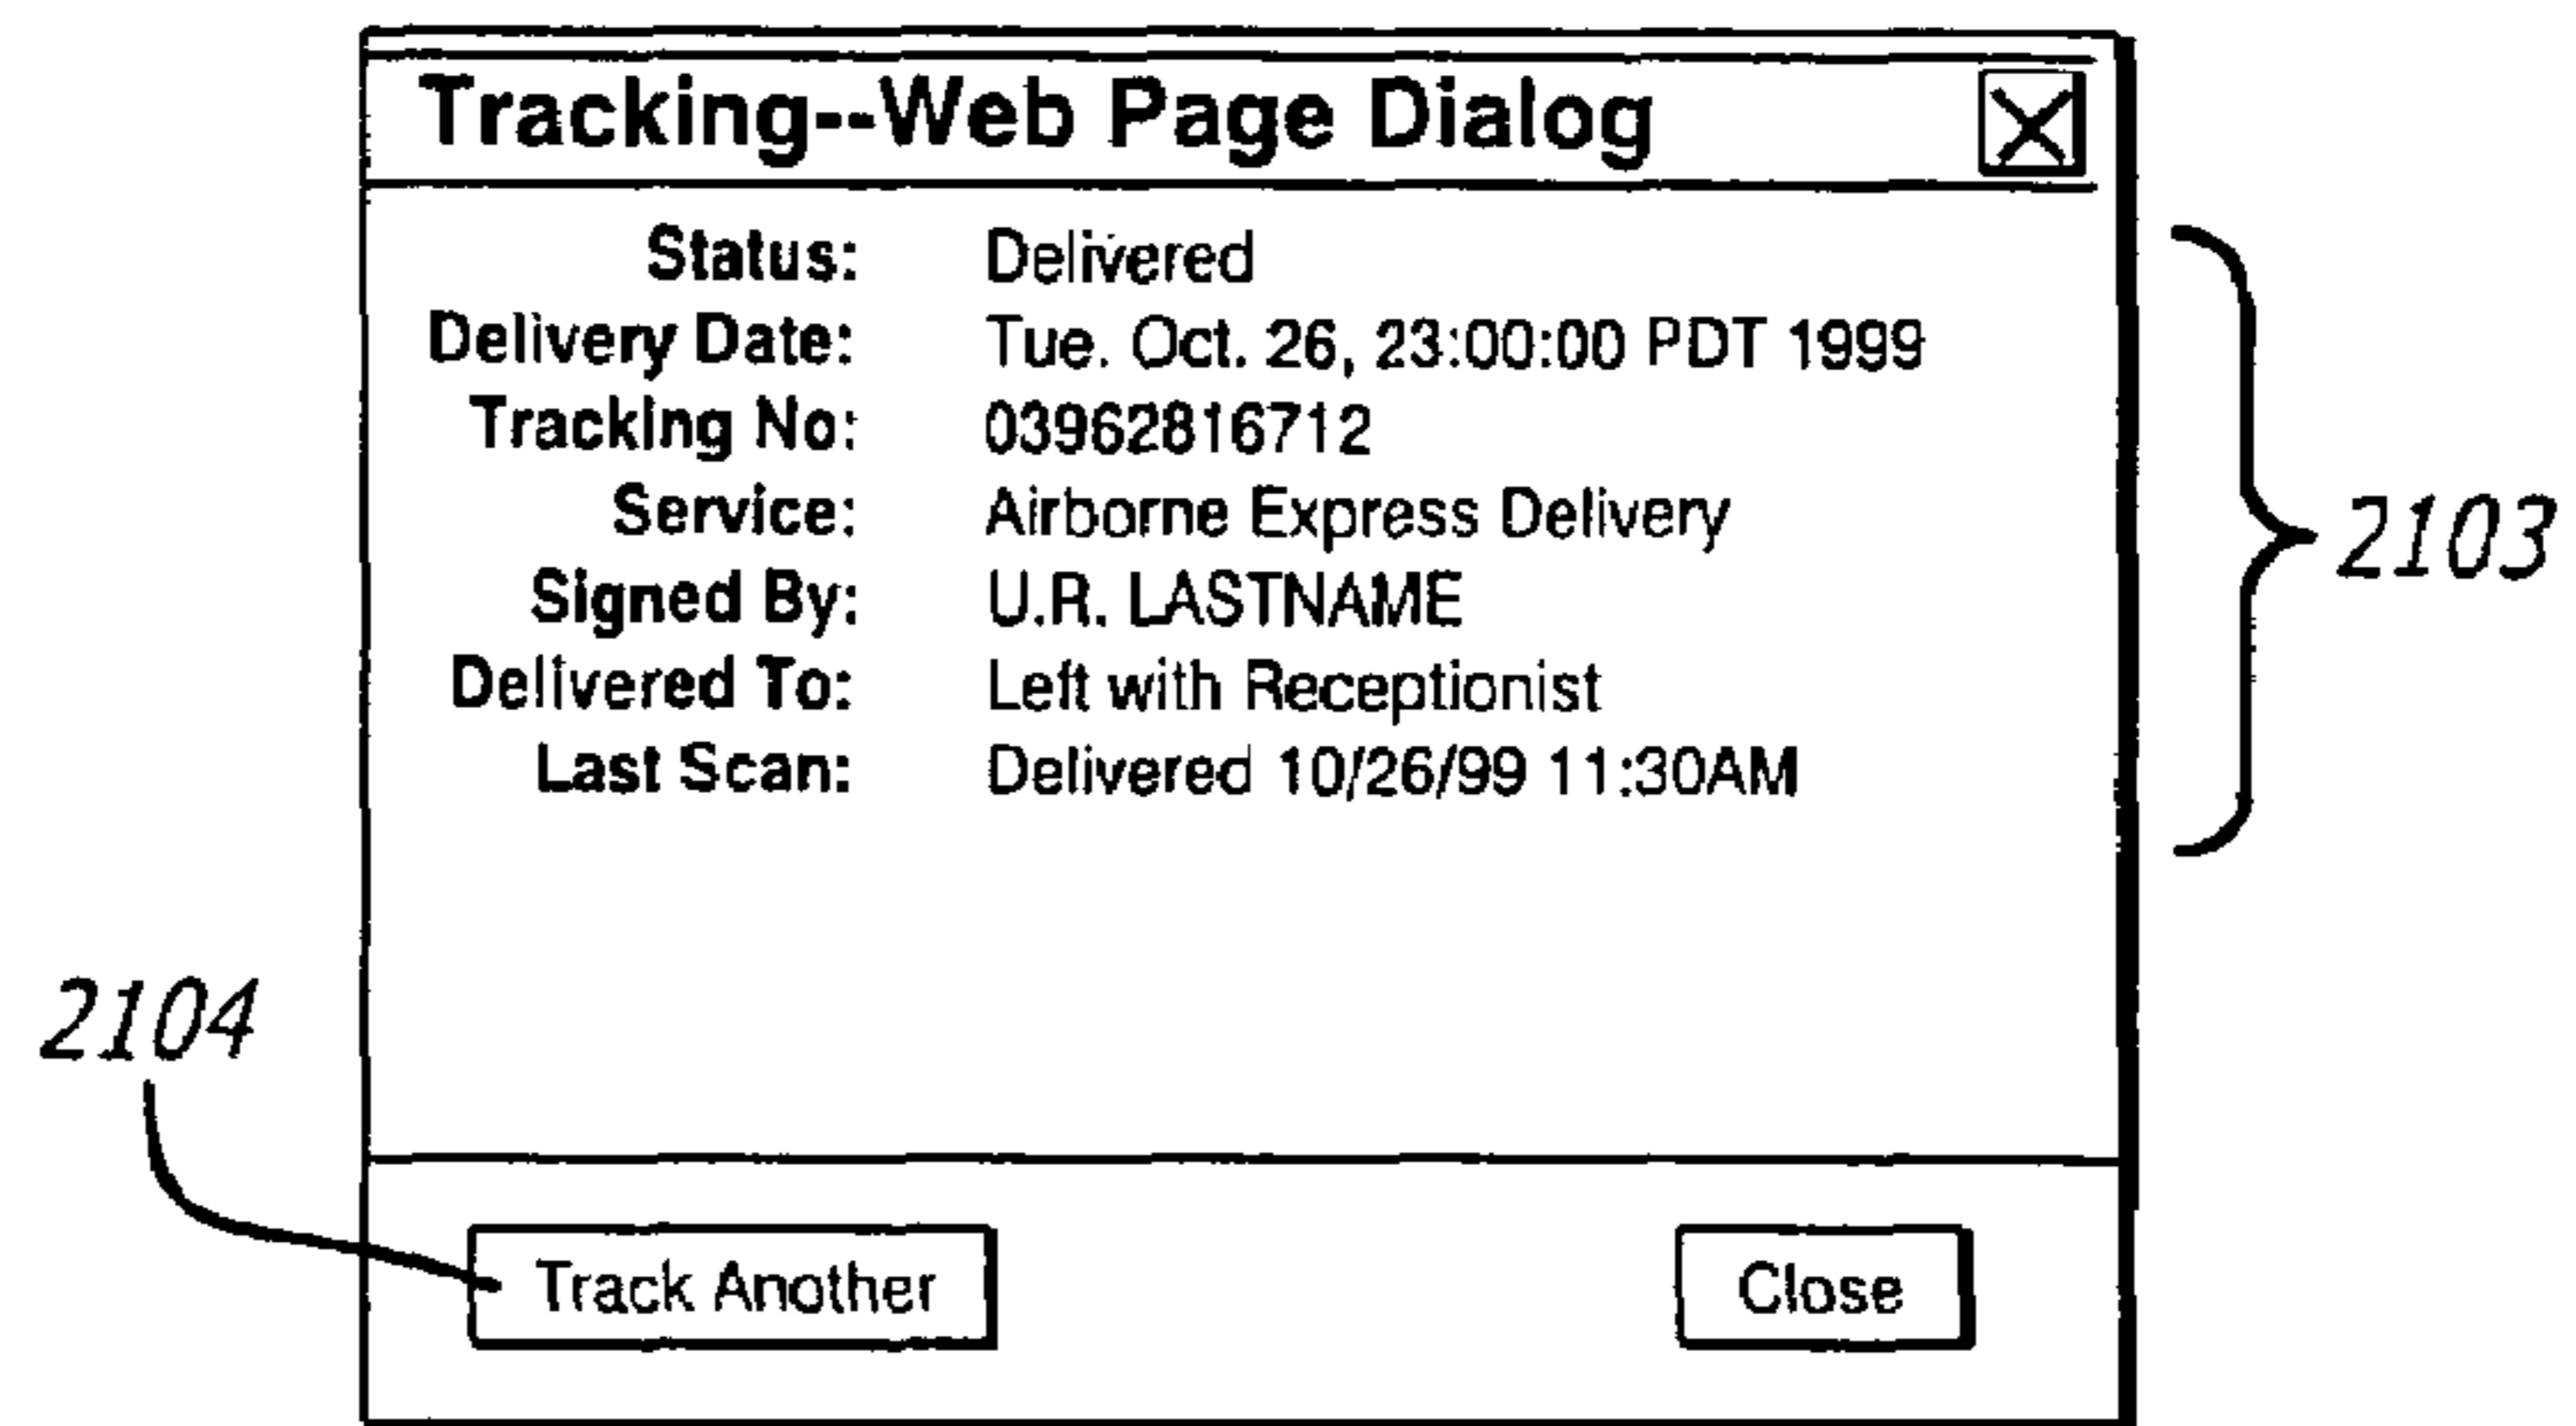 Tracking--Web Page Dialog
Status: Delivered
Delivery Date: Tue. Oct. 26, 23:00:00 PDT 1999
Tracking No: 03962816712
Service: Airborne Express Delivery
Signed By: U.R. LASTNAME
Delivered To: Left with Receptionist
Last Scan: Delivered 10/26/99 11:30AM
2103
2104
Track Another Close